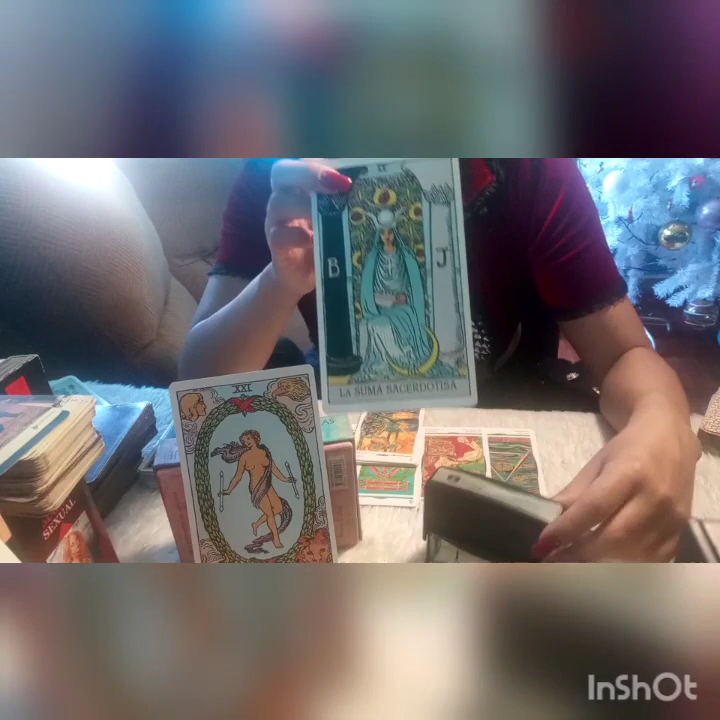 II
B J
LA SUMA SACERDOTISA
XXI
SEXUAL
InShOt